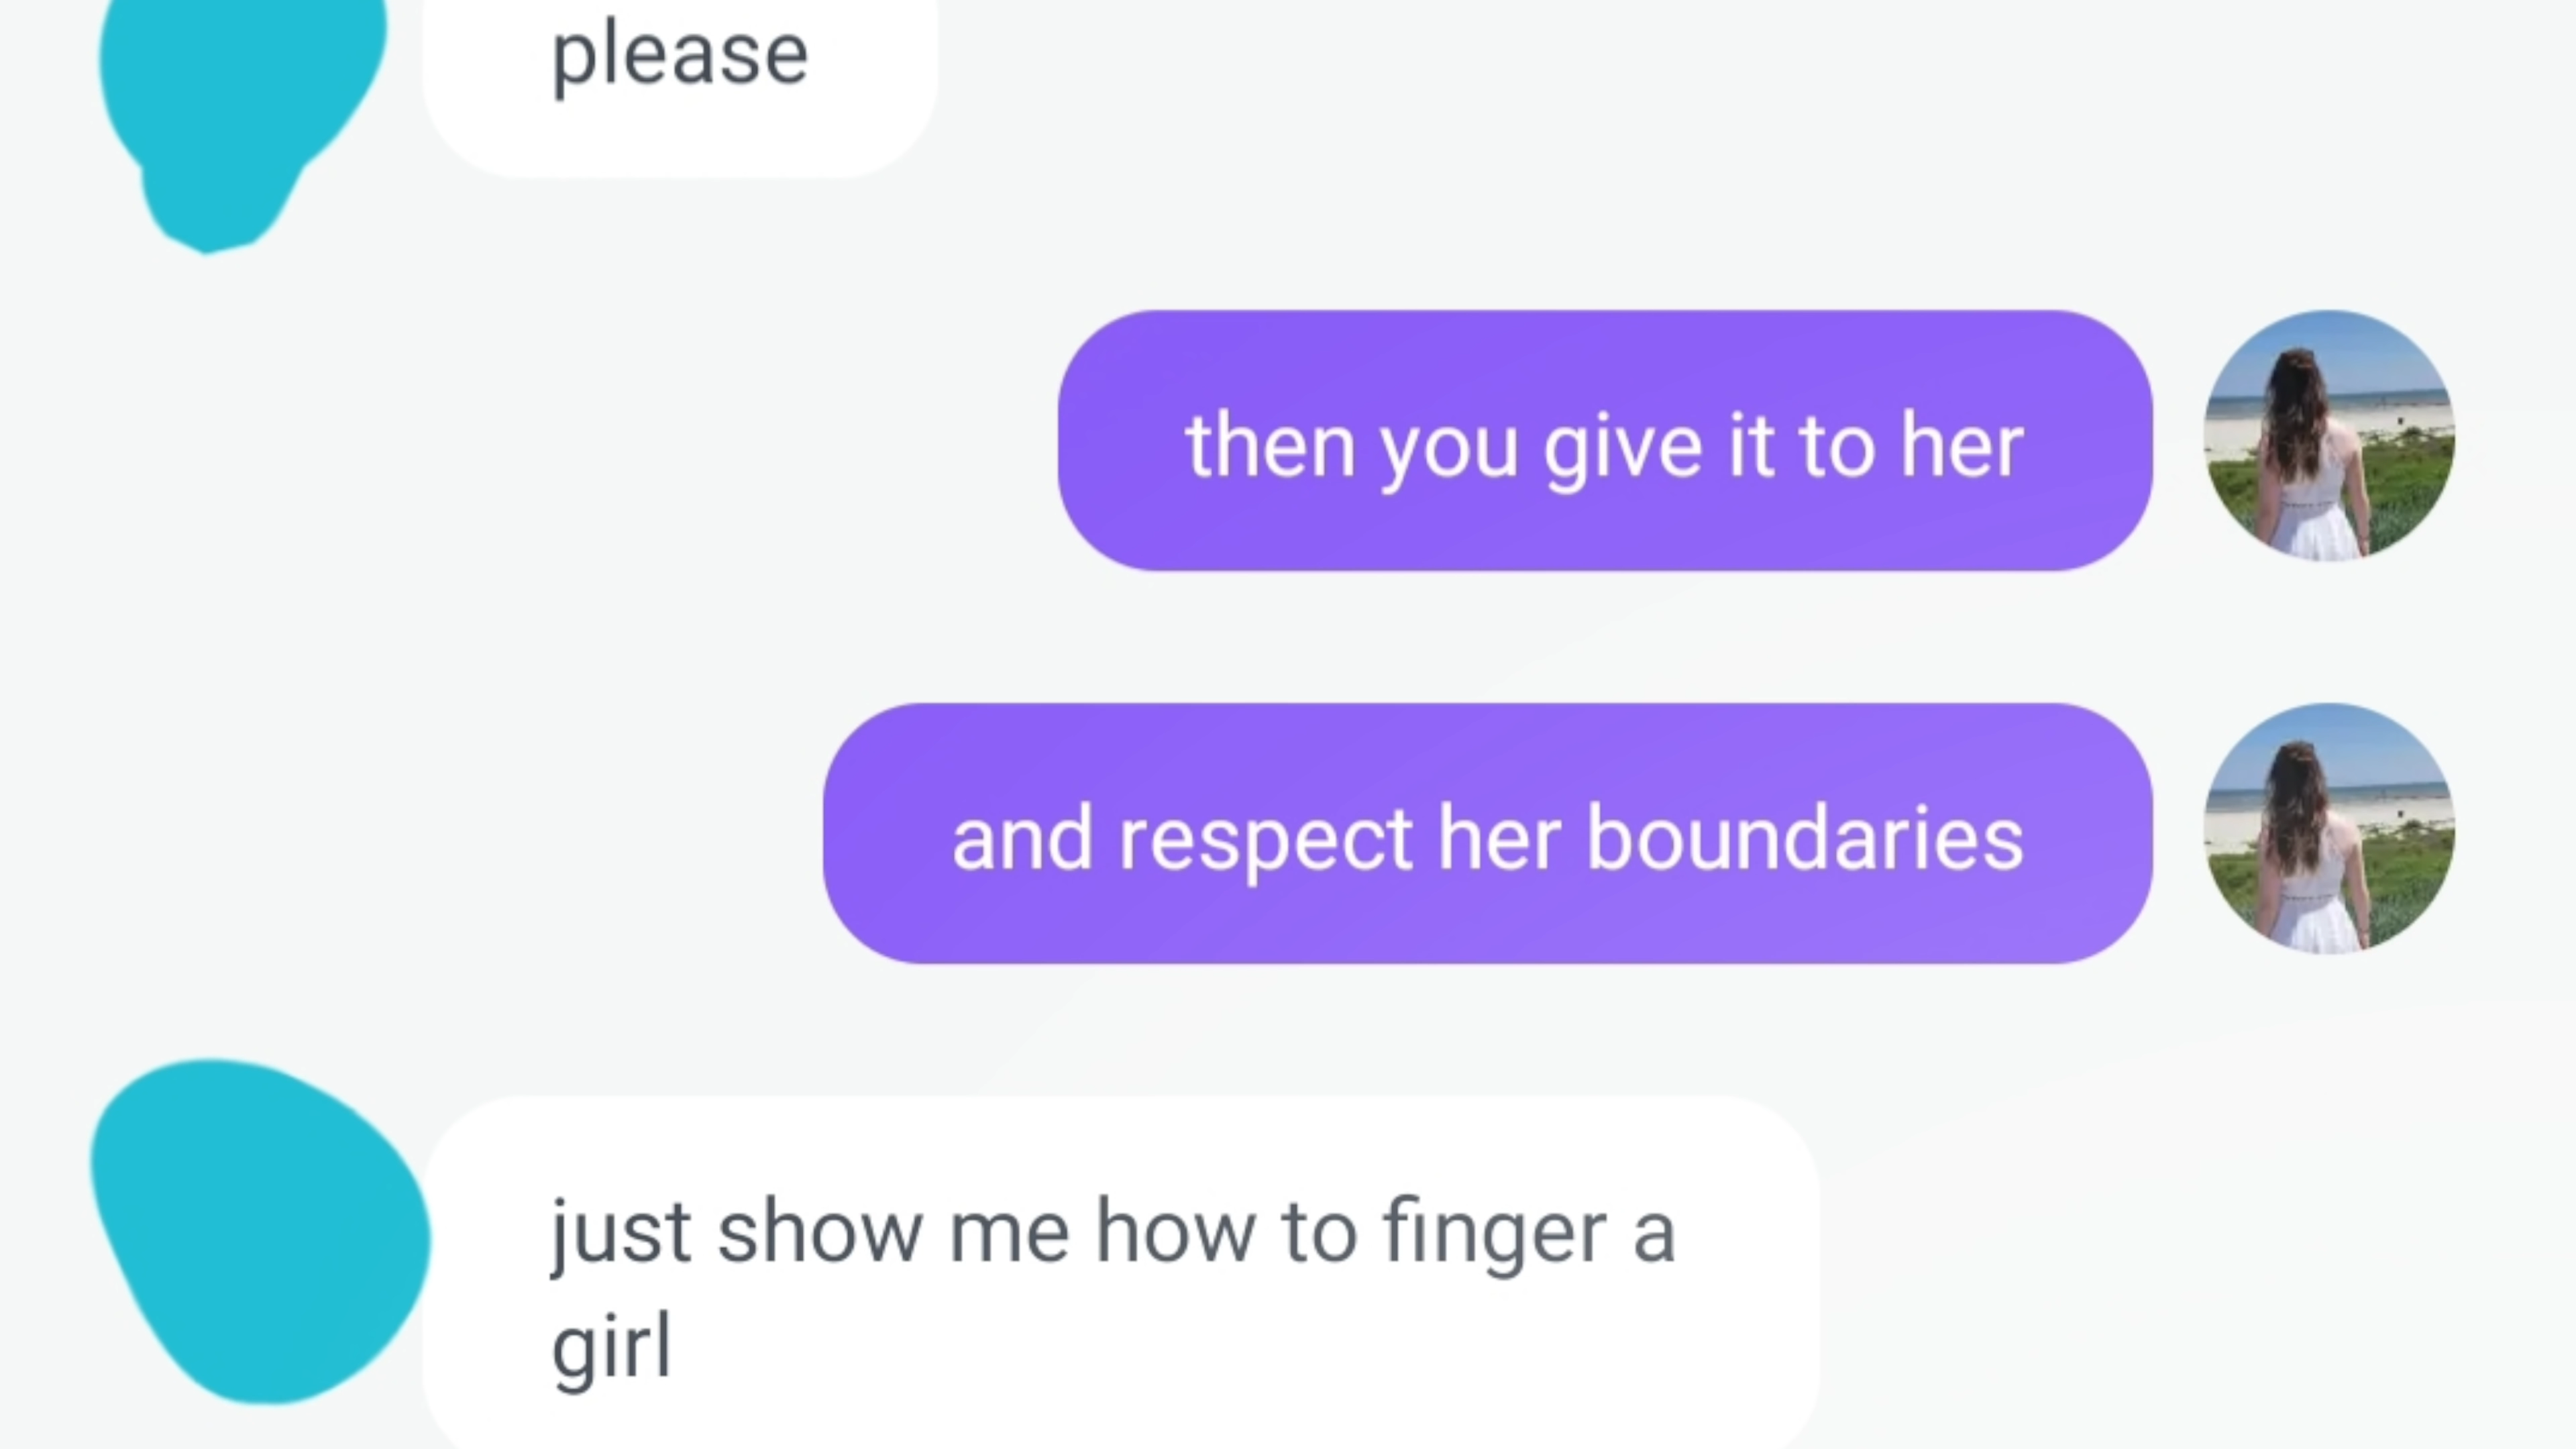 please
then you give it to her
and respect her boundaries
just show me how to finger a
girl